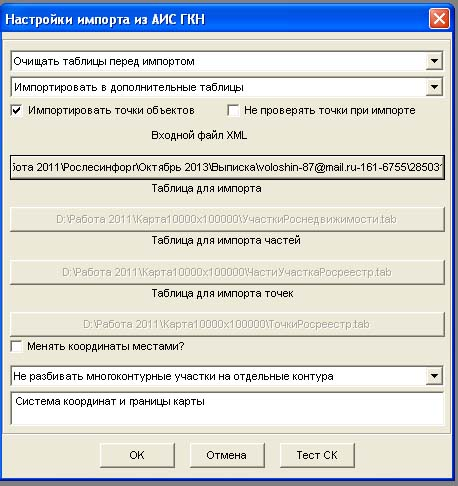 Настройки импорта из АИС ГКН
Очищать таблицы перед импортом
Импортировать в дополнительные таблицы
Импортировать точки объектов
Не проверять точки при импорте
Входной файл XML
бота 2011\Рослесинфорг\Октябрь 2013\Выписка\voloshin-87@mail.ru-161-6755\285031
Таблица для импорта
D:\Работа 2011\Карта10000x100000\УчасткиРоснедвижимости.tab
Таблица для импорта частей
D:\Работа 2011\Карта10000x100000\ЧастиУчасткаРосреестр.tab
Таблица для импорта точек
D:\Работа 2011\Карта10000x100000\ТочкиРосреестр.tab
Менять координаты местами?
Не разбивать многоконтурные участки на отдельные контура
Система координат и границы карты
OK
Отмена
Тест СК